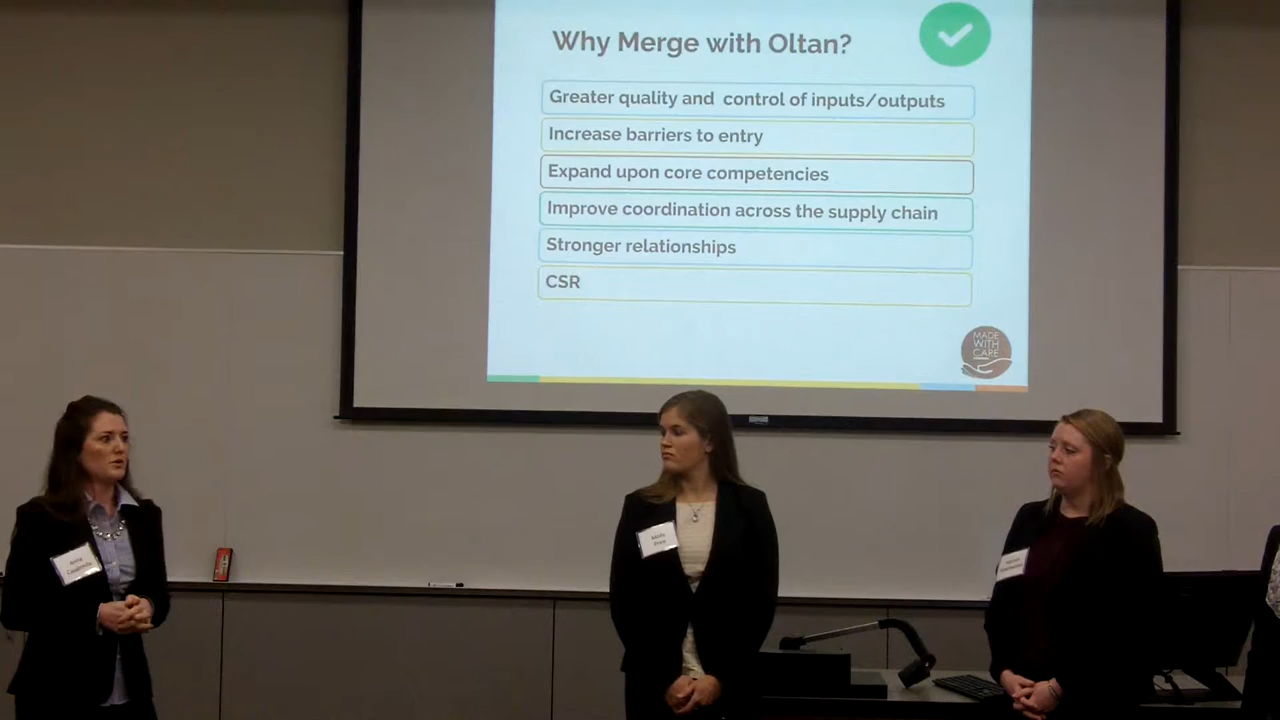 Why Merge with Oltan?
Greater quality and control of inputs/outputs
Increase barriers to entry
Expand upon core competencies
Improve coordination across the supply chain
Stronger relationships
CSR
MADE
WITH
CARE
Anna